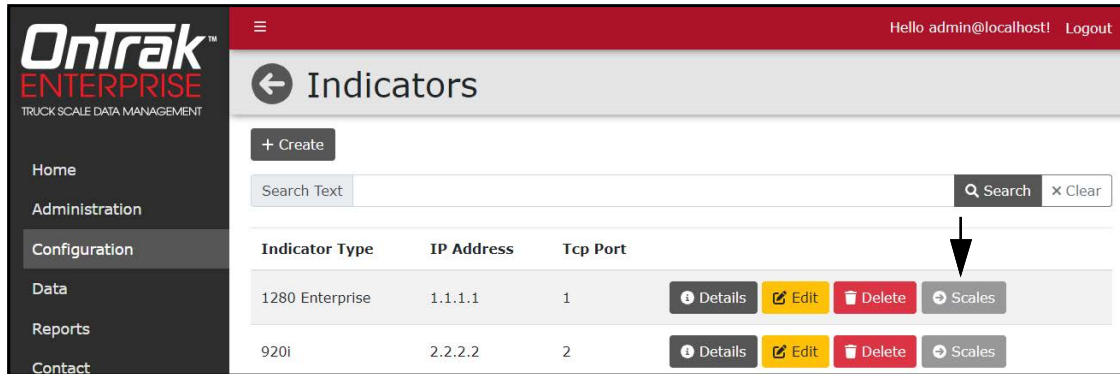 OnTrak™
ENTERPRISE
TRUCK SCALE DATA MANAGEMENT
Home
Administration
Configuration
Data
Reports
Contact
Hello admin@localhost! Logout
Indicators
+ Create
Search Text Search × Clear
Indicator Type IP Address Tcp Port
1280 Enterprise 1.1.1.1 1 Details Edit Delete Scales
920i 2.2.2.2 2 Details Edit Delete Scales